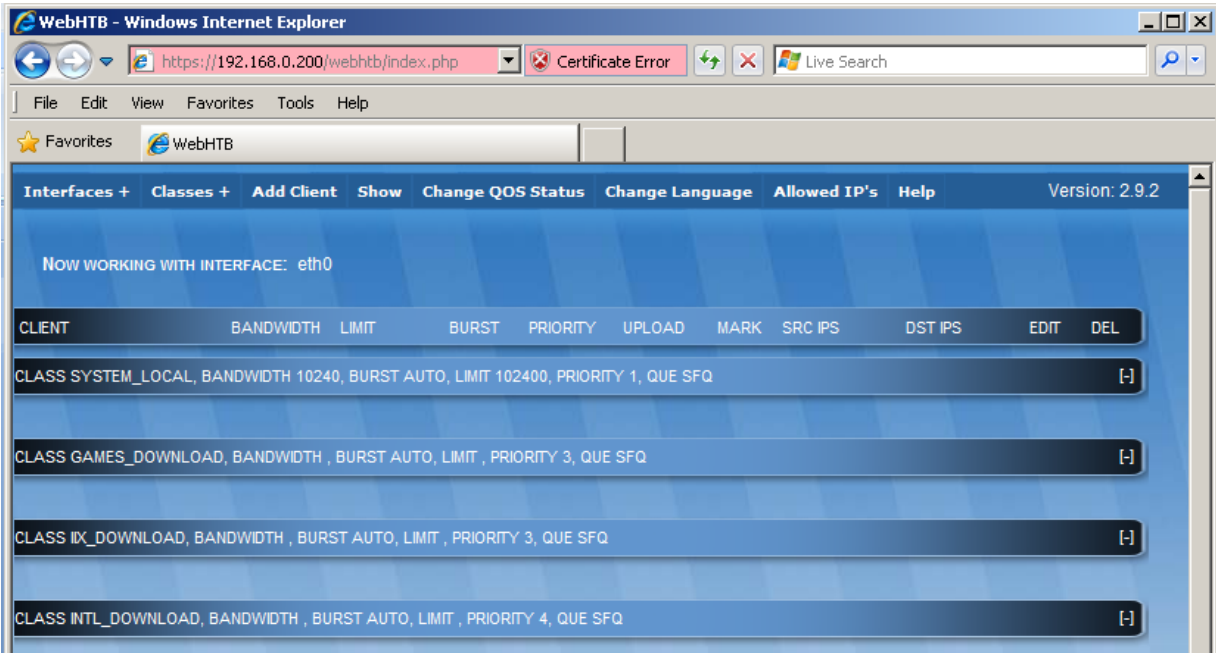 WebHTB - Windows Internet Explorer
https://192.168.0.200/webhtb/index.php Certificate Error Live Search
File Edit View Favorites Tools Help
Favorites WebHTB
Interfaces + Classes + Add Client Show Change QOS Status Change Language Allowed IP's Help Version: 2.9.2
NOW WORKING WITH INTERFACE: eth0
CLIENT BANDWIDTH LIMIT BURST PRIORITY UPLOAD MARK SRC IPS DST IPS EDIT DEL
CLASS SYSTEM_LOCAL, BANDWIDTH 10240, BURST AUTO, LIMIT 102400, PRIORITY 1, QUE SFQ [-]
CLASS GAMES_DOWNLOAD, BANDWIDTH , BURST AUTO, LIMIT , PRIORITY 3, QUE SFQ [-]
CLASS IIX_DOWNLOAD, BANDWIDTH , BURST AUTO, LIMIT , PRIORITY 3, QUE SFQ [-]
CLASS INTL_DOWNLOAD, BANDWIDTH , BURST AUTO, LIMIT , PRIORITY 4, QUE SFQ [-]